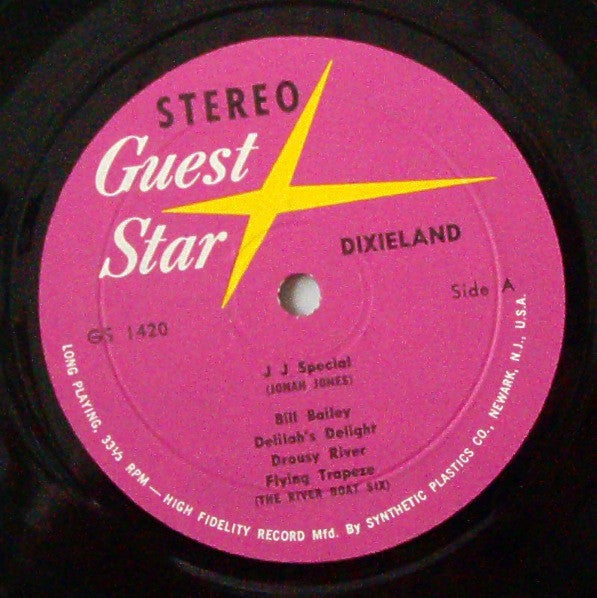 STEREO
Guest
Star
DIXIELAND
Side A
GS 1420
J J Special
(JONAH JONES)
Bill Bailey
Delilah's Delight
Drousy River
Flying Trapeze
(THE RIVER BOAT SIX)
LONG PLAYING, 33⅓ RPM — HIGH FIDELITY RECORD Mfd. By SYNTHETIC PLASTICS CO., NEWARK, N.J., U.S.A.